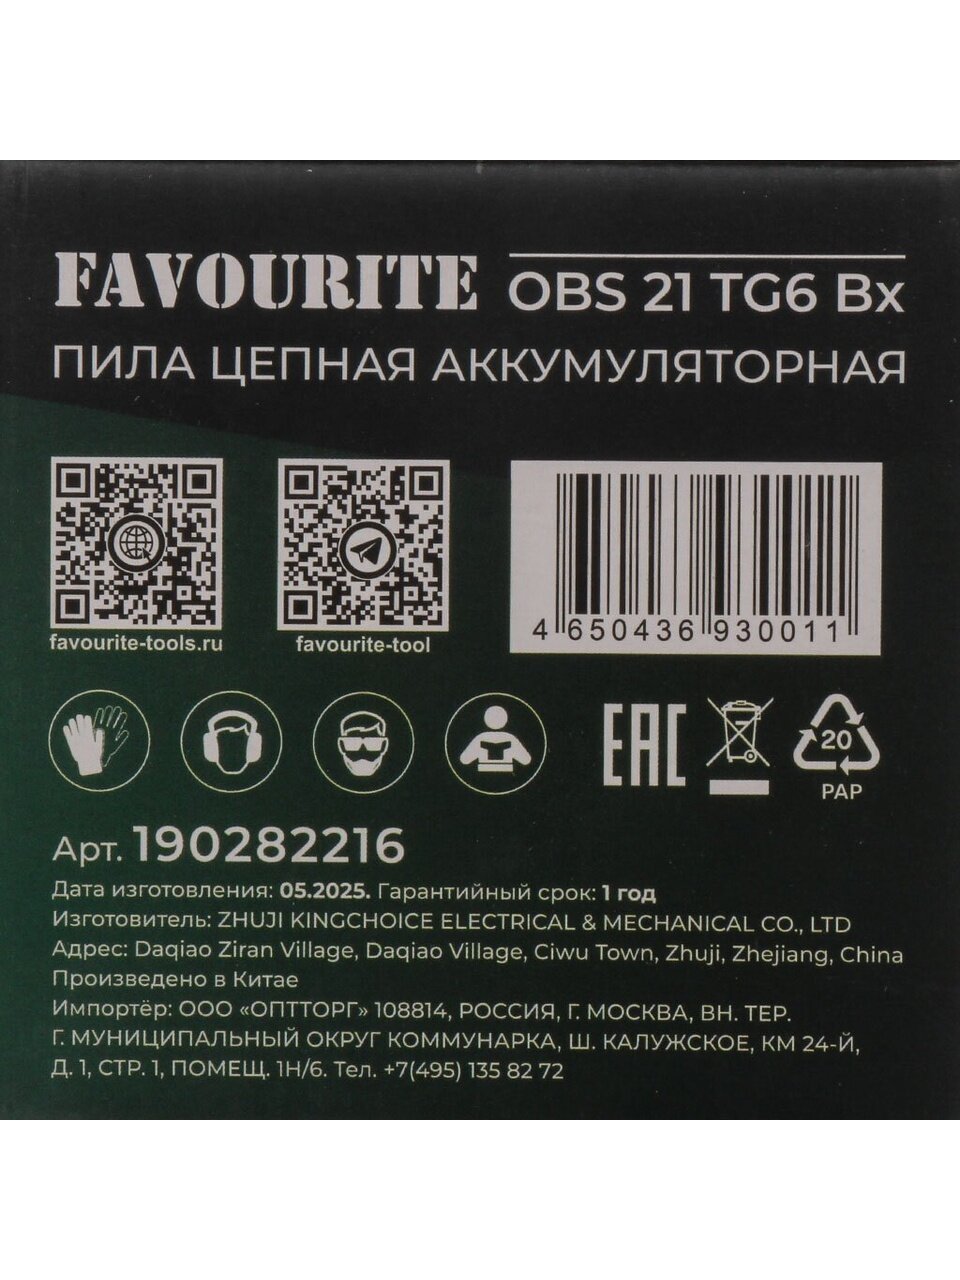 FAVOURITE OBS 21 TG6 Bx
ПИЛА ЦЕПНАЯ АККУМУЛЯТОРНАЯ
favourite-tools.ru
favourite-tool
4 650436 930011
EAC
20
PAP
Арт. 190282216
Дата изготовления: 05.2025. Гарантийный срок: 1 год
Изготовитель: ZHUJI KINGCHOICE ELECTRICAL & MECHANICAL CO., LTD
Адрес: Daqiao Ziran Village, Daqiao Village, Ciwu Town, Zhuji, Zhejiang, China
Произведено в Китае
Импортёр: ООО «ОПТТОРГ» 108814, РОССИЯ, Г. МОСКВА, ВН. ТЕР.
Г. МУНИЦИПАЛЬНЫЙ ОКРУГ КОММУНАРКА, Ш. КАЛУЖСКОЕ, КМ 24-Й,
Д. 1, СТР. 1, ПОМЕЩ. 1Н/6. Тел. +7(495) 135 82 72